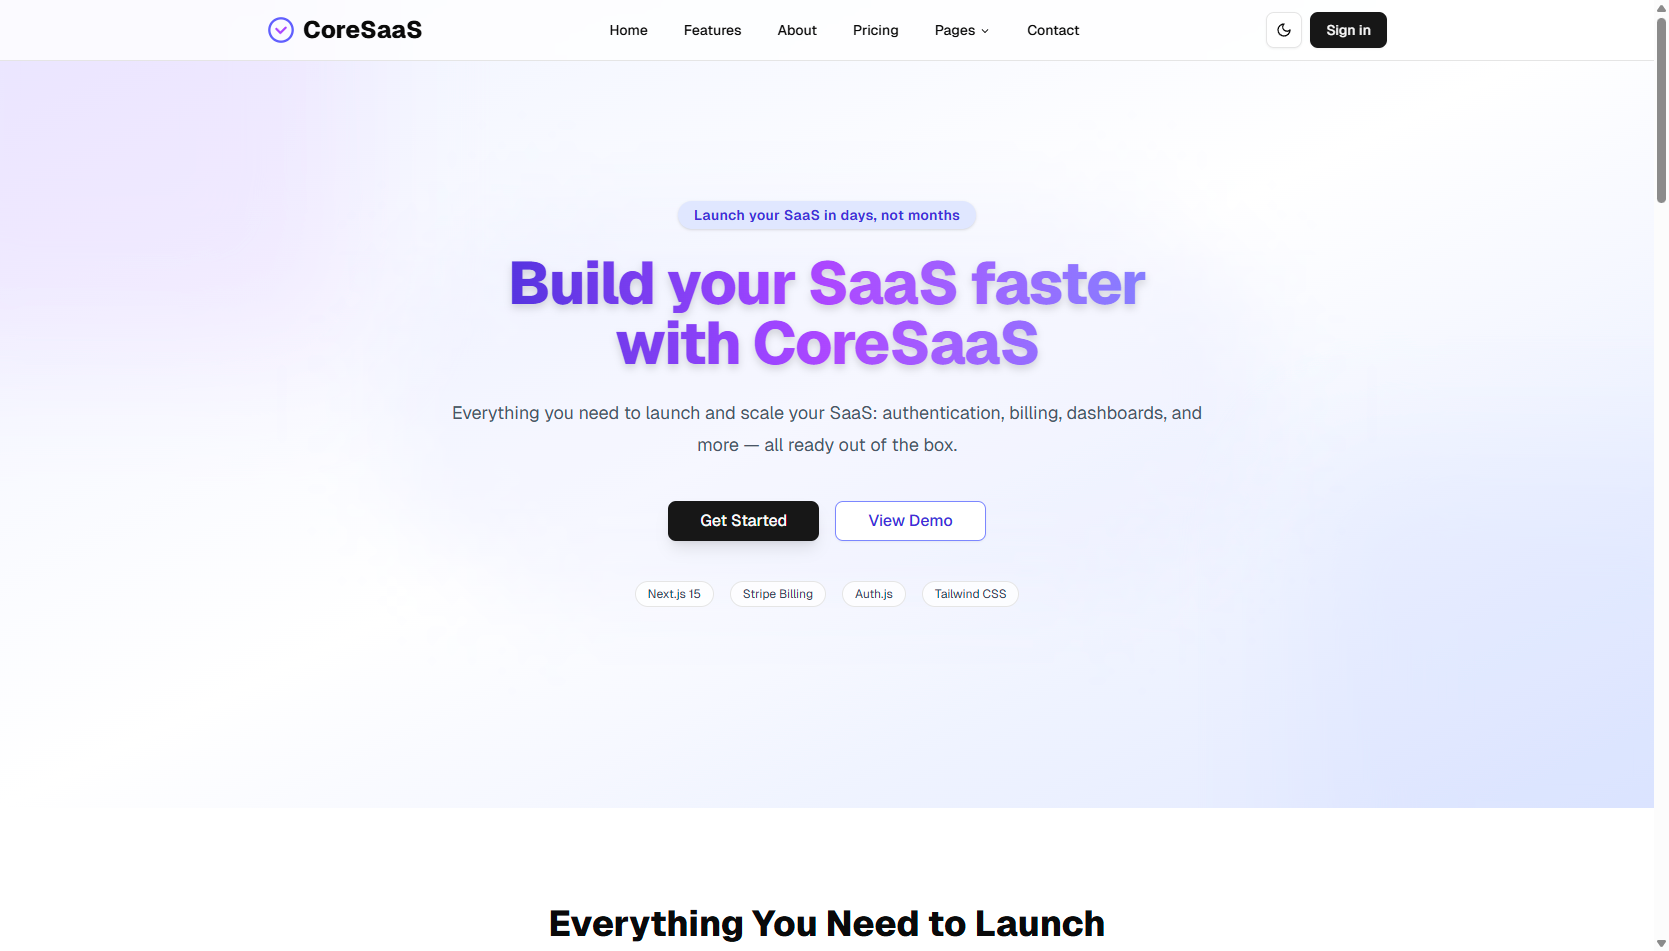 CoreSaaS
Home
Features
About
Pricing
Pages
Contact
Sign in
Launch your SaaS in days, not months
Build your SaaS faster
with CoreSaaS
Everything you need to launch and scale your SaaS: authentication, billing, dashboards, and
more — all ready out of the box.
Get Started
View Demo
Next.js 15
Stripe Billing
Auth.js
Tailwind CSS
Everything You Need to Launch